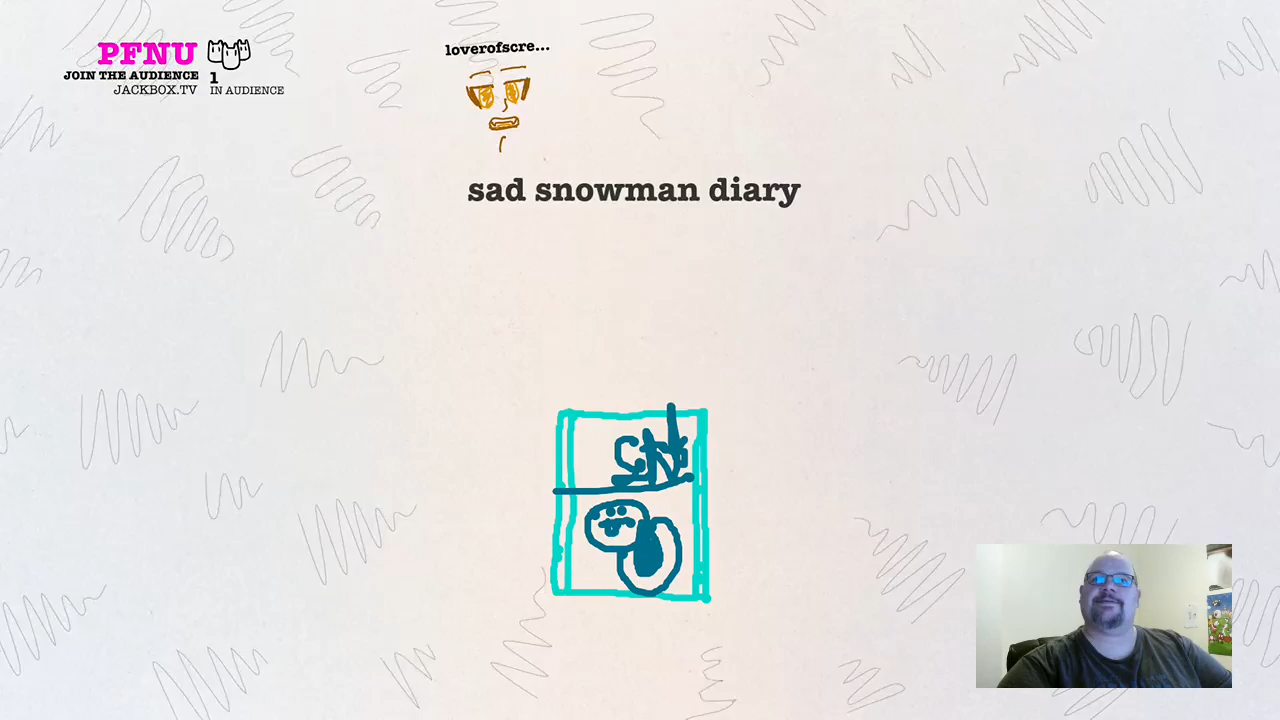 PFNU
JOIN THE AUDIENCE
JACKBOX.TV
1
IN AUDIENCE
loverofscre...
sad snowman diary